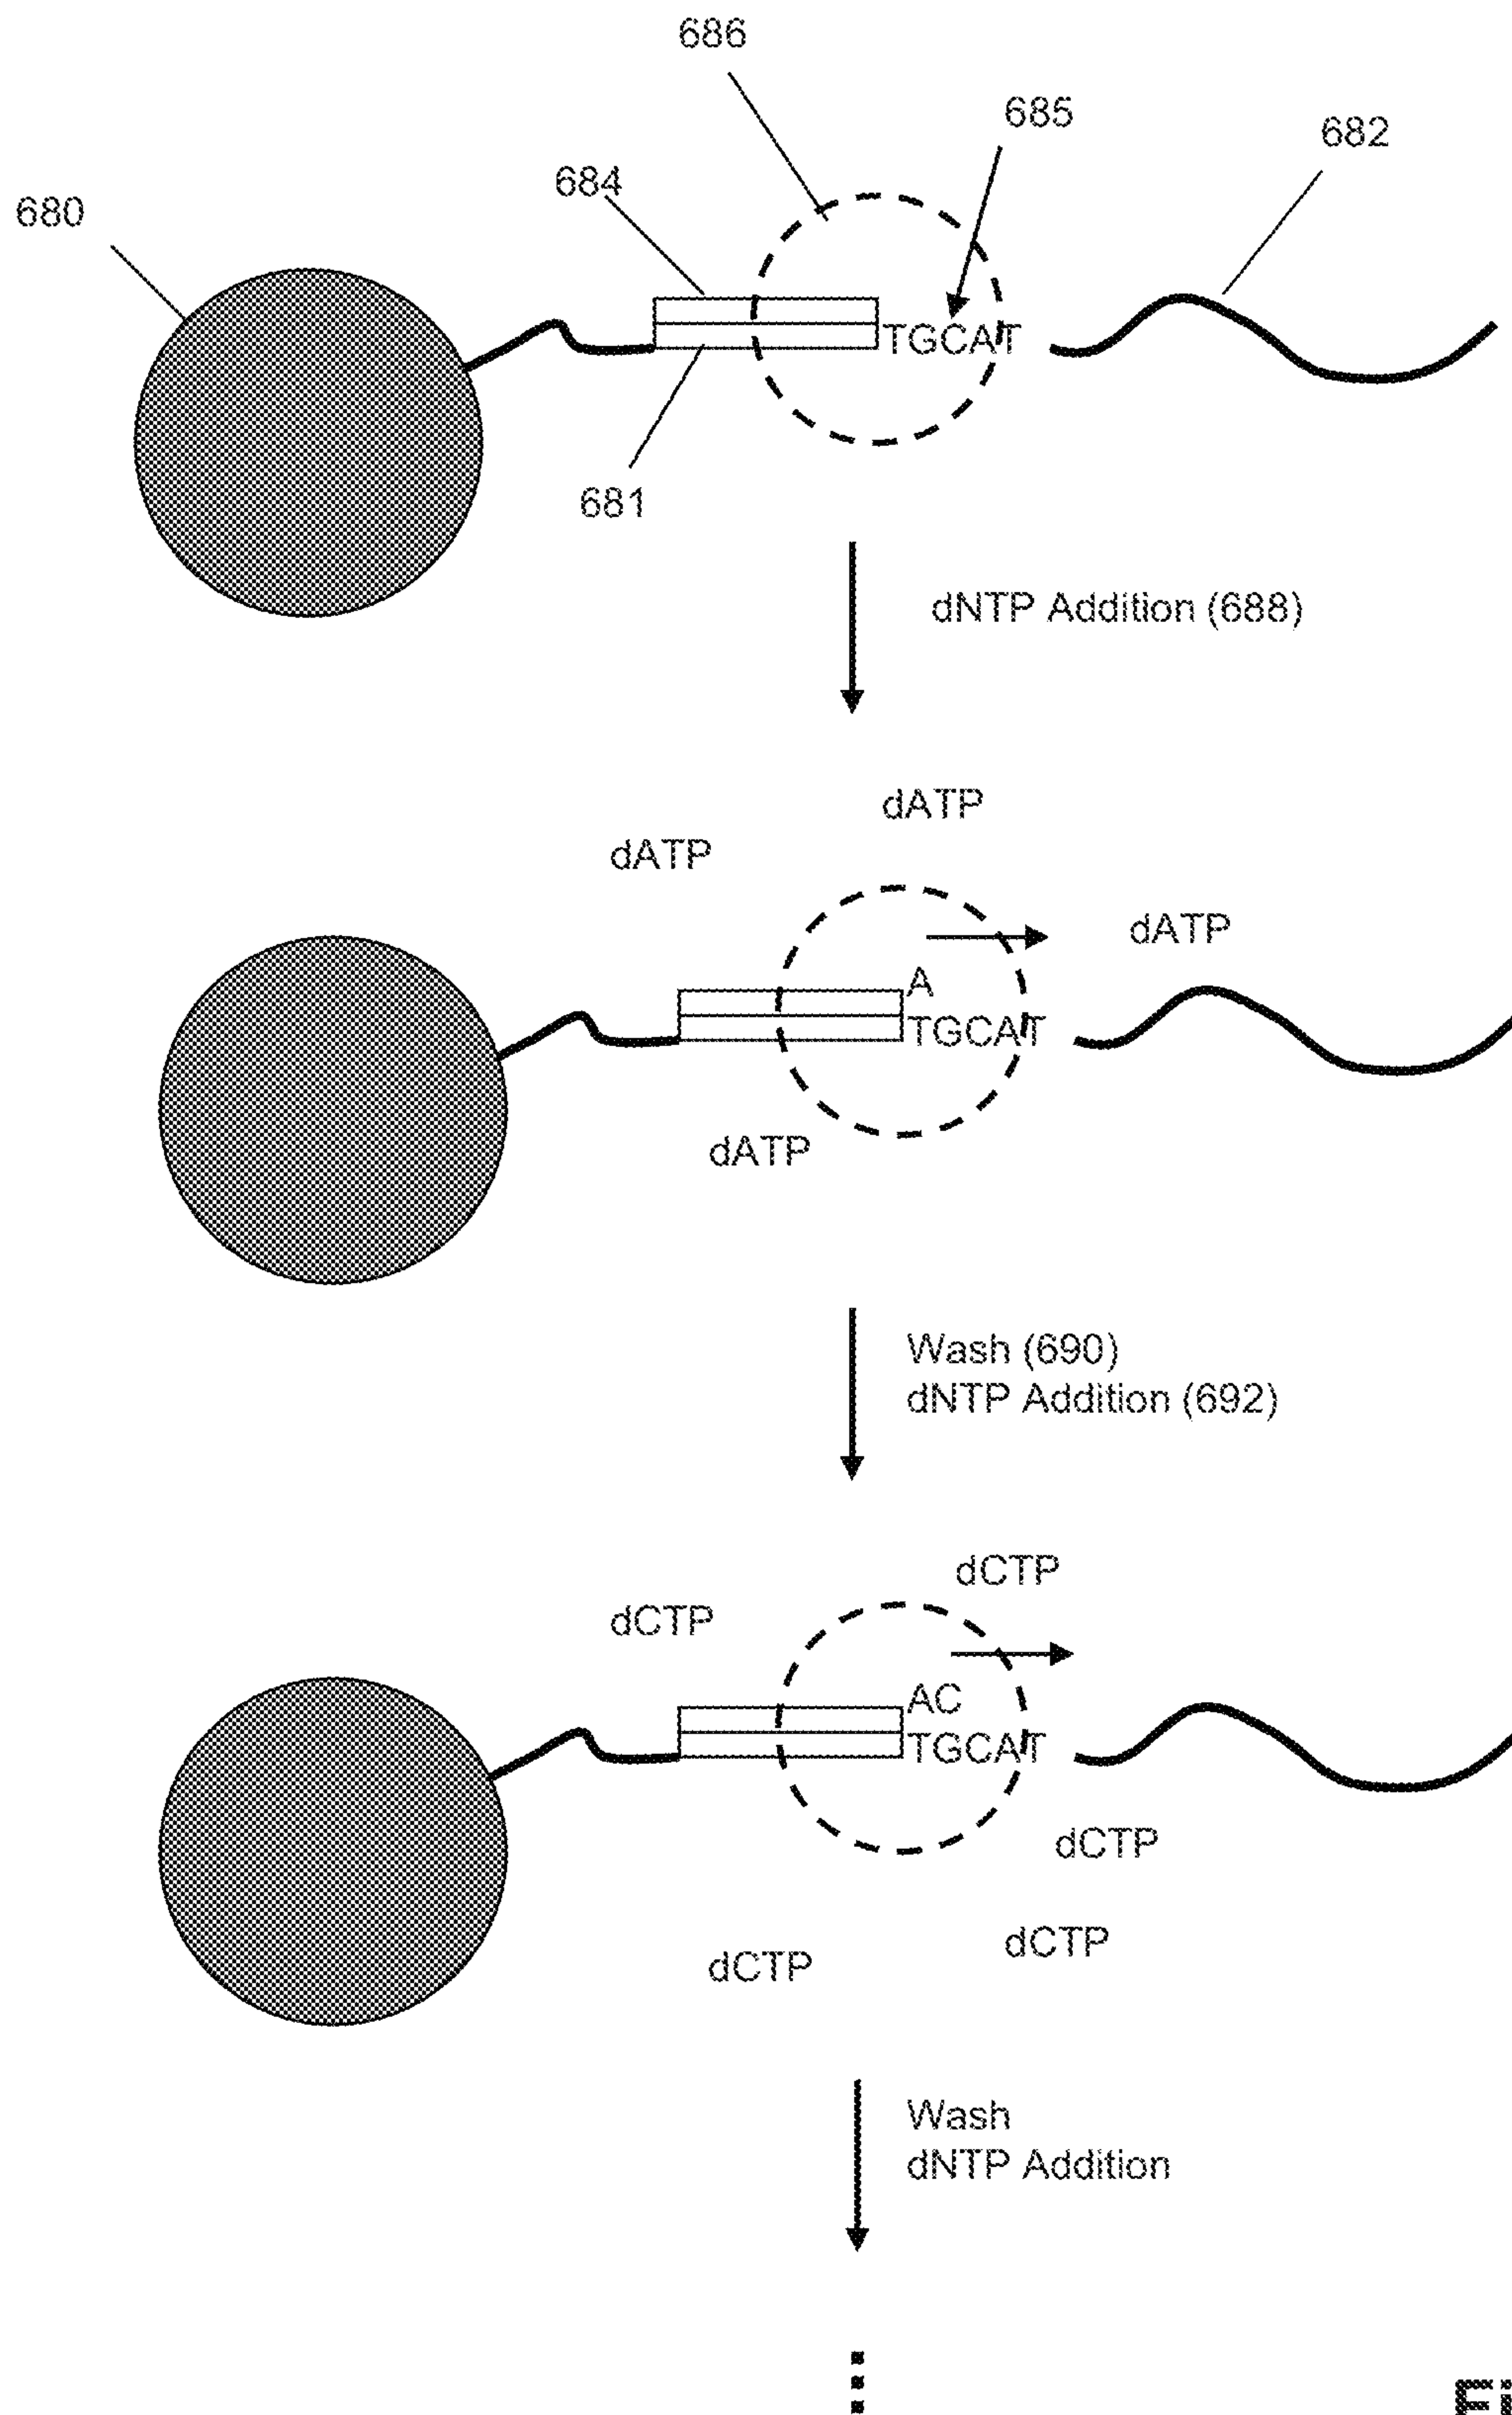 686
685
682
684
680
TGCAT
681
dNTP Addition (688)
dATP
dATP
dATP
A
TGCAT
dATP
Wash (690)
dNTP Addition (692)
dCTP
dCTP
AC
TGCAT
dCTP
dCTP
dCTP
Wash
dNTP Addition